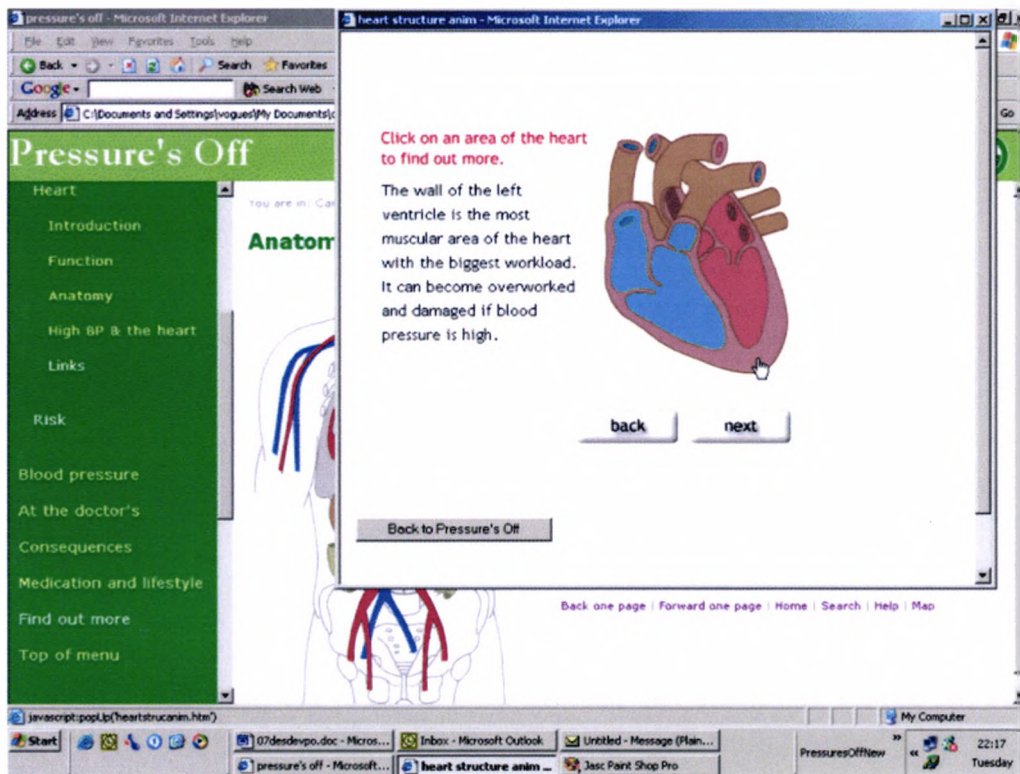 pressure's off - Microsoft Internet Explorer
heart structure anim - Microsoft Internet Explorer
File Edit View Favorites Tools Help
Back Search Favorites
Google Search Web
Address C:\Documents and Settings\vogues\My Documents\
Go
Pressure's Off
Heart
Introduction
Function
Anatomy
High BP & the heart
Links
Risk
Blood pressure
At the doctor's
Consequences
Medication and lifestyle
Find out more
Top of menu
You are in: Car
Anatom
Click on an area of the heart
to find out more.
The wall of the left
ventricle is the most
muscular area of the heart
with the biggest workload.
It can become overworked
and damaged if blood
pressure is high.
back next
Back to Pressure's Off
Back one page | Forward one page | Home | Search | Help | Map
javascript:popUp('heartstrucanim.htm')
My Computer
Start
07desdevpo.doc - Micros...
Inbox - Microsoft Outlook
Untitled - Message (Plain...
pressure's off - Microsoft...
heart structure anim ...
Jasc Paint Shop Pro
PressuresOffNew
22:17
Tuesday